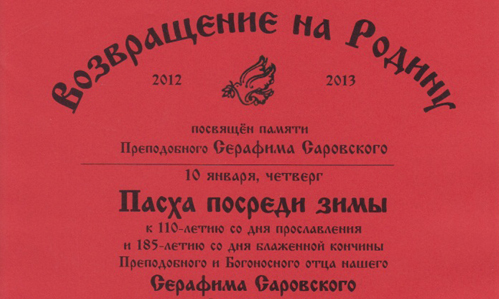 Возвращение на Родину
2012 2013
посвящён памяти
Преподобного Серафима Саровского
10 января, четверг
Пасха посреди зимы
к 110-летию со дня прославления
и 185-летию со дня блаженной кончины
Преподобного и Богоносного отца нашего
Серафима Саровского